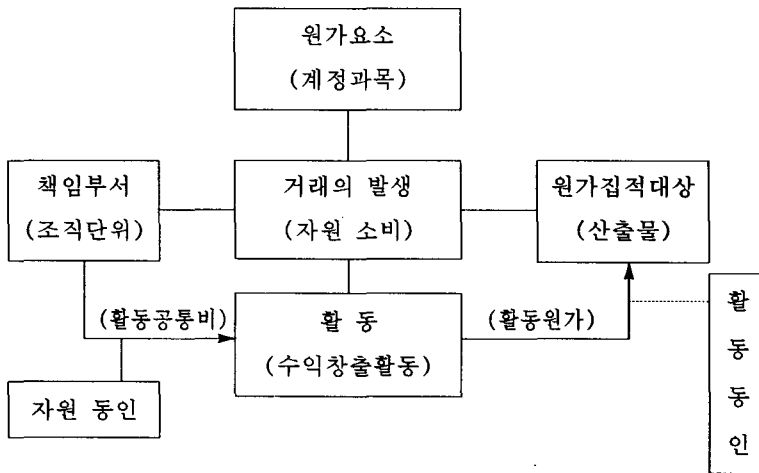 원가요소
(계정과목)
책임부서
(조직단위)
거래의 발생
(자원 소비)
원가집적대상
(산출물)
(활동공통비)
활 동
(수익창출활동)
(활동원가)
자원 동인
활
동
동
인